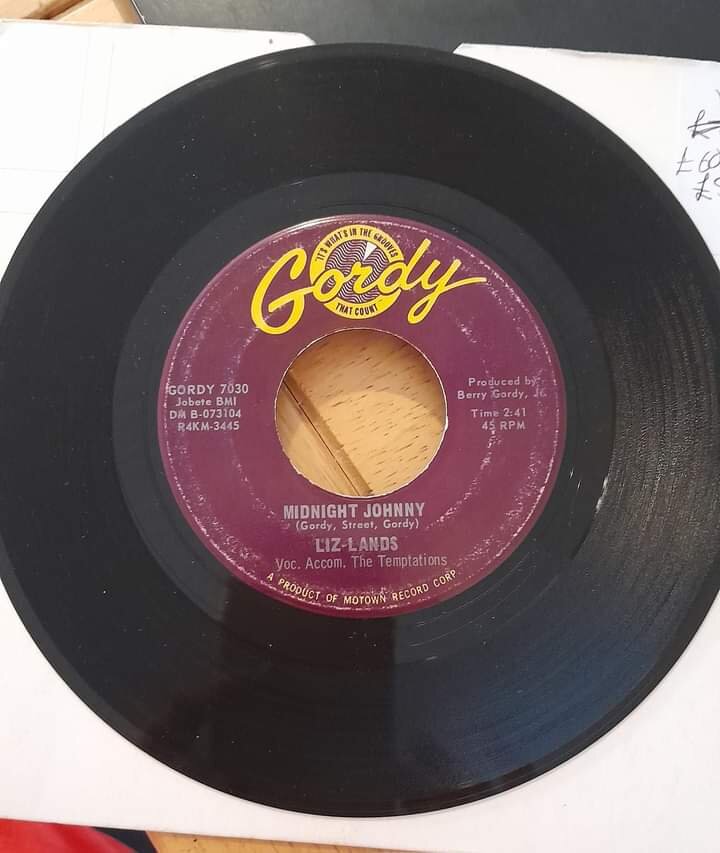 "IT'S WHAT'S IN THE GROOVES
Gordy
THAT COUNT"
GORDY 7030
Jobete BMI
DM B-073104
R4KM-3445
Produced by
Berry Gordy, Jr.
Time 2:41
45 RPM
MIDNIGHT JOHNNY
(Gordy, Street, Gordy)
LIZ-LANDS
Voc. Accom. The Temptations
A PRODUCT OF MOTOWN RECORD CORP.